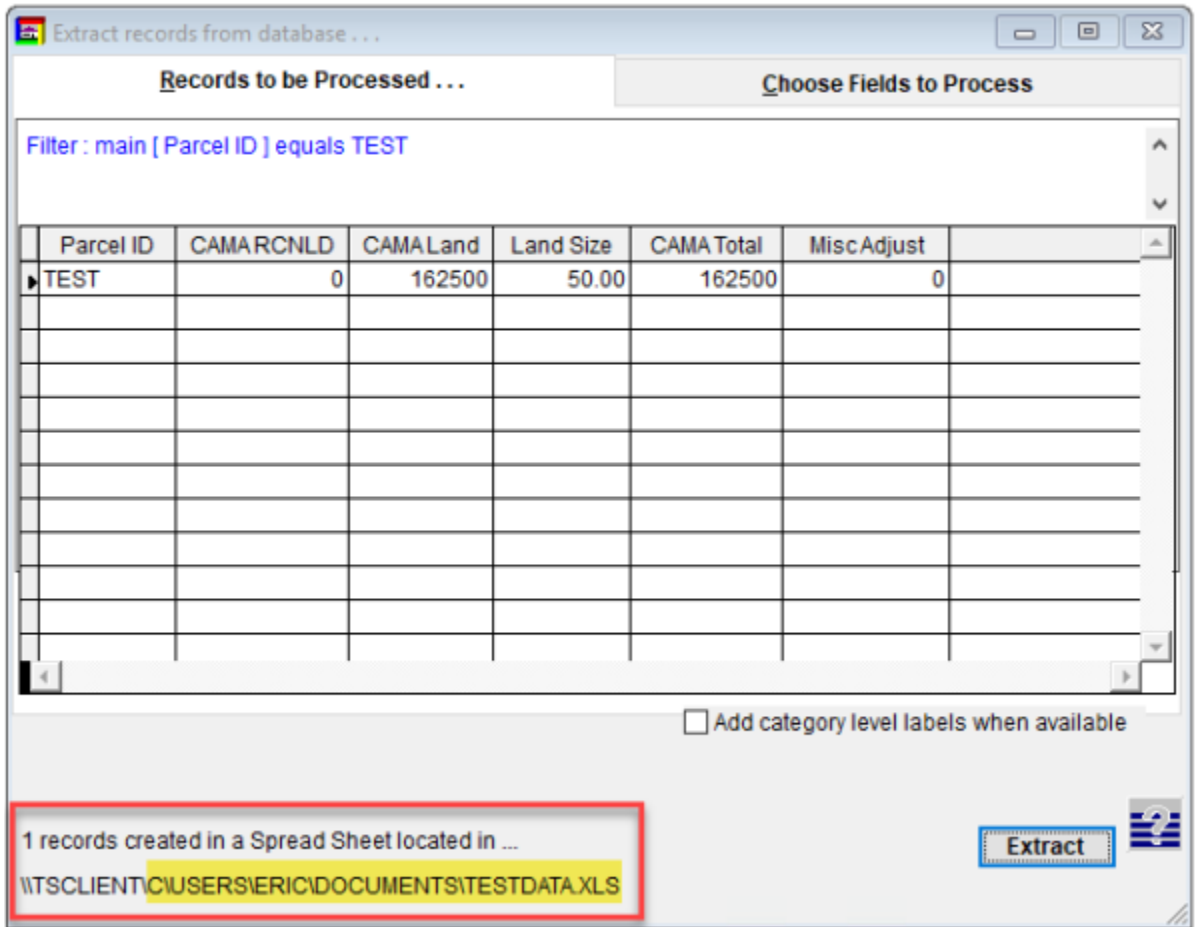 Extract records from database . . .
Records to be Processed . . .
Choose Fields to Process
Filter : main [ Parcel ID ] equals TEST
Parcel ID CAMA RCNLD CAMA Land Land Size CAMA Total Misc Adjust
TEST 0 162500 50.00 162500 0
Add category level labels when available
1 records created in a Spread Sheet located in ...
\\TSCLIENT\C\USERS\ERIC\DOCUMENTS\TESTDATA.XLS
Extract
?